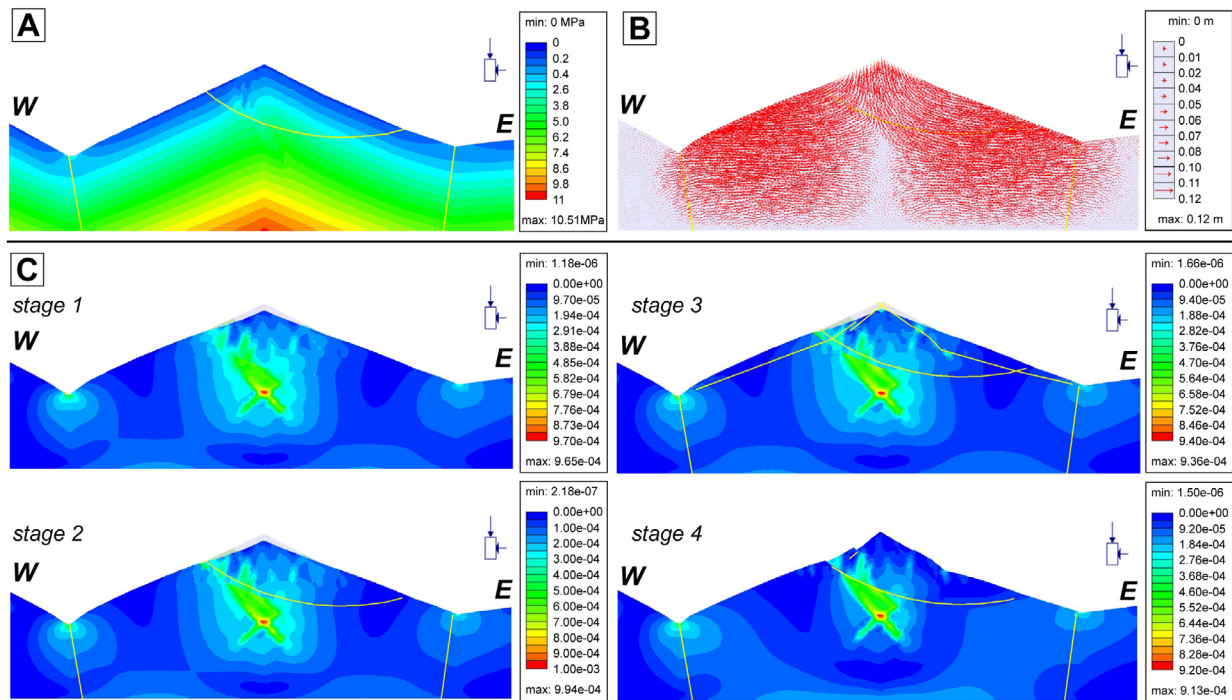 A
min: 0 MPa
0
0.2
0.4
2.6
3.8
5.0
6.2
7.4
8.6
9.8
11
max: 10.51MPa
W
E
B
min: 0 m
0
0.01
0.02
0.04
0.05
0.06
0.07
0.08
0.10
0.11
0.12
max: 0.12 m
W
E
C
stage 1
min: 1.18e-06
0.00e+00
9.70e-05
1.94e-04
2.91e-04
3.88e-04
4.85e-04
5.82e-04
6.79e-04
7.76e-04
8.73e-04
9.70e-04
max: 9.65e-04
W
E
stage 3
min: 1.66e-06
0.00e+00
9.40e-05
1.88e-04
2.82e-04
3.76e-04
4.70e-04
5.64e-04
6.58e-04
7.52e-04
8.46e-04
9.40e-04
max: 9.36e-04
W
E
stage 2
min: 2.18e-07
0.00e+00
1.00e-04
2.00e-04
3.00e-04
4.00e-04
5.00e-04
6.00e-04
7.00e-04
8.00e-04
9.00e-04
1.00e-03
max: 9.94e-04
W
E
stage 4
min: 1.50e-06
0.00e+00
9.20e-05
1.84e-04
2.76e-04
3.68e-04
4.60e-04
5.52e-04
6.44e-04
7.36e-04
8.28e-04
9.20e-04
max: 9.13e-04
W
E